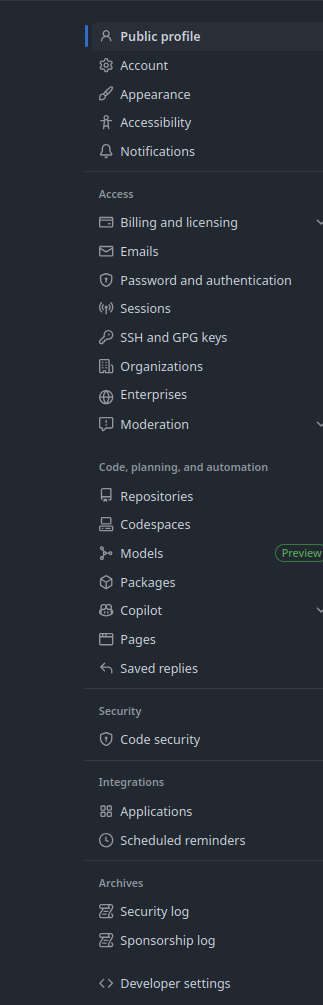 Public profile
Account
Appearance
Accessibility
Notifications
Access
Billing and licensing
Emails
Password and authentication
Sessions
SSH and GPG keys
Organizations
Enterprises
Moderation
Code, planning, and automation
Repositories
Codespaces
Models Preview
Packages
Copilot
Pages
Saved replies
Security
Code security
Integrations
Applications
Scheduled reminders
Archives
Security log
Sponsorship log
Developer settings